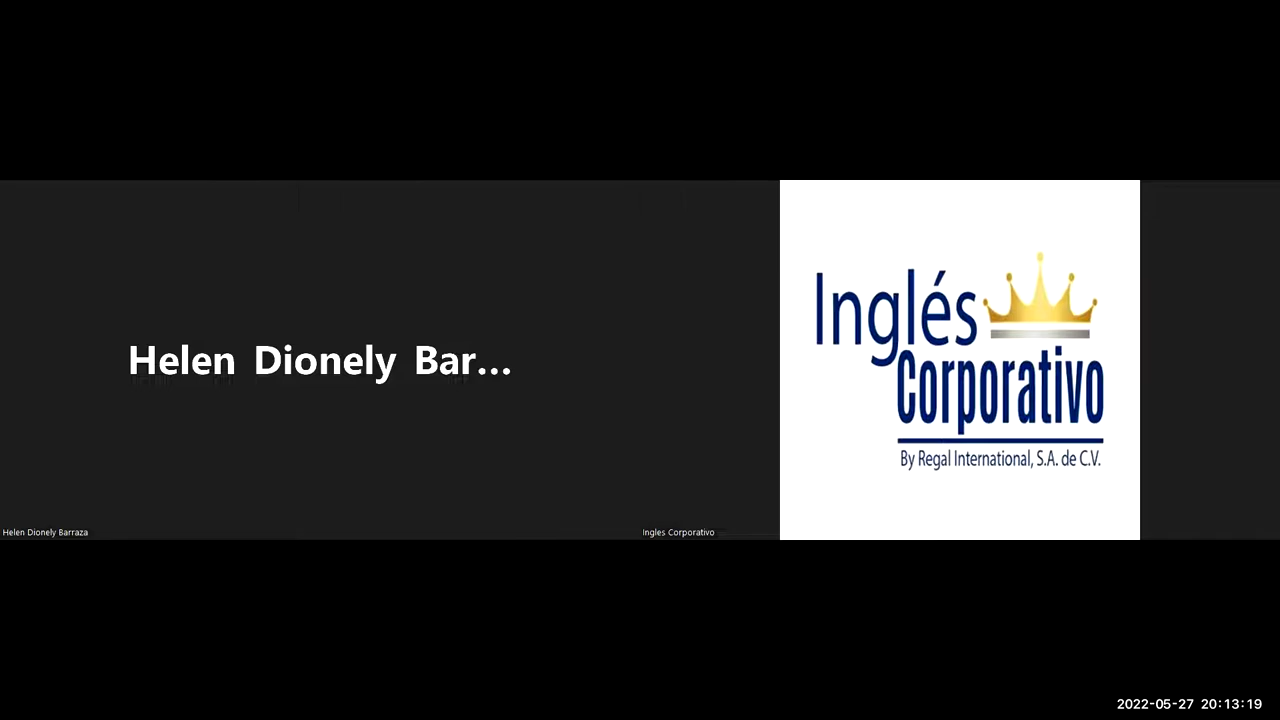 Helen Dionely Bar...
Inglés
Corporativo
By Regal International, S.A. de C.V.
Helen Dionely Barraza
Ingles Corporativo
2022-05-27 20:13:19